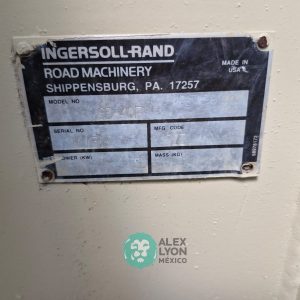 INGERSOLL-RAND
ROAD MACHINERY
SHIPPENSBURG, PA. 17257
MADE IN
USA
MODEL NO
SERIAL NO
MFG. CODE
POWER (KW)
MASS (KG)
ALEX
LYON
MÉXICO